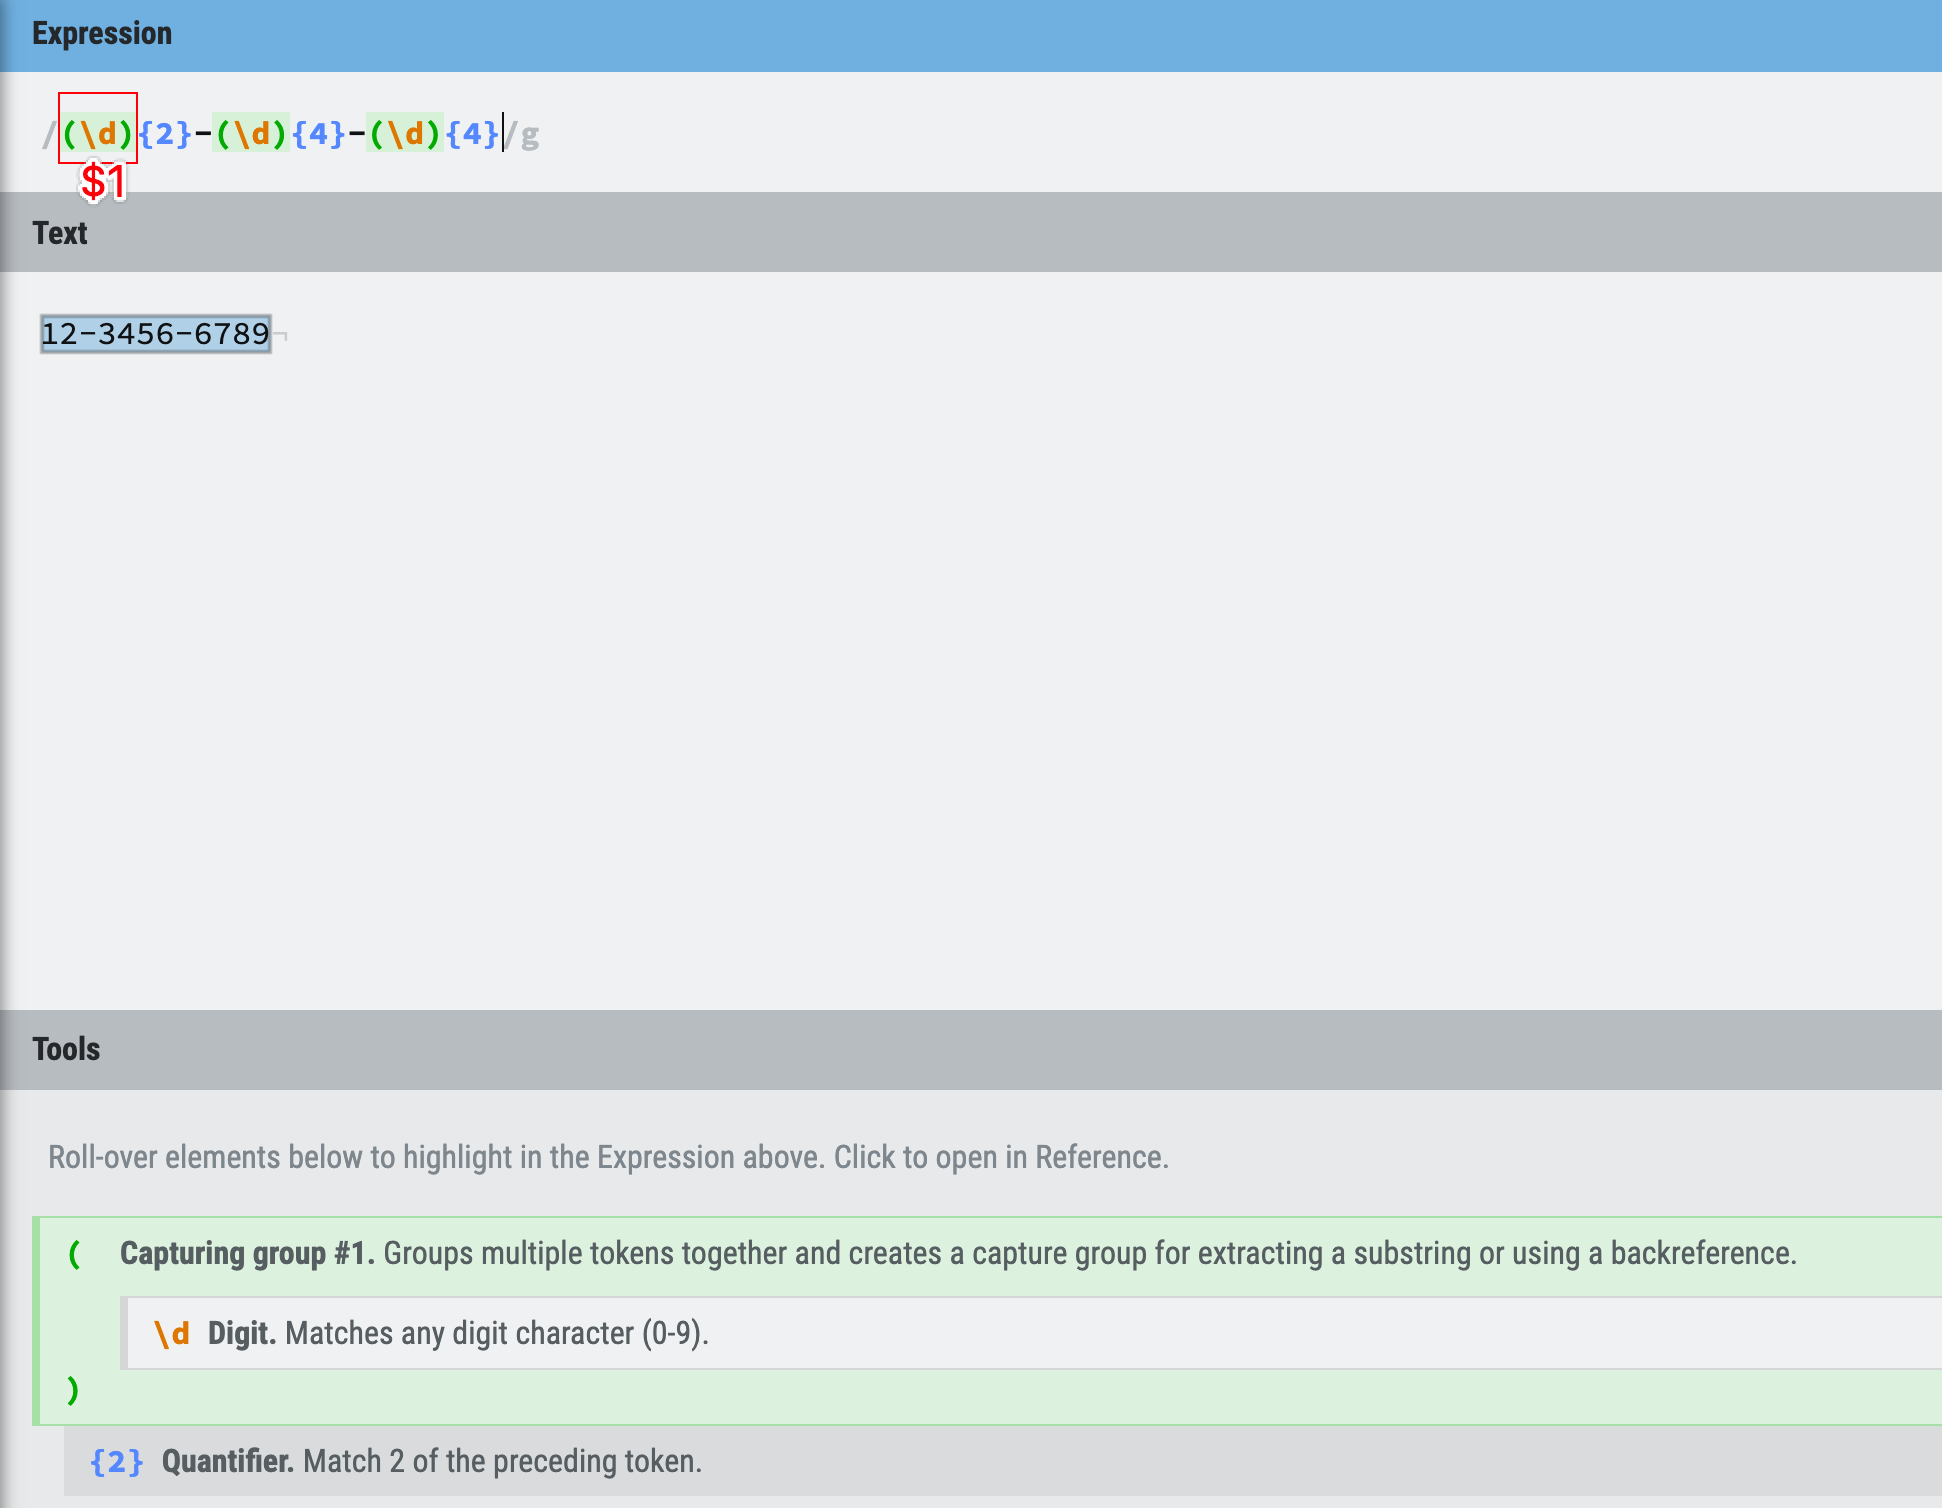 Expression
/(\d){2}-(\d){4}-(\d){4}/g
$1
Text
12-3456-6789¬
Tools
Roll-over elements below to highlight in the Expression above. Click to open in Reference.
( Capturing group #1. Groups multiple tokens together and creates a capture group for extracting a substring or using a backreference.
\d Digit. Matches any digit character (0-9).
)
{2} Quantifier. Match 2 of the preceding token.